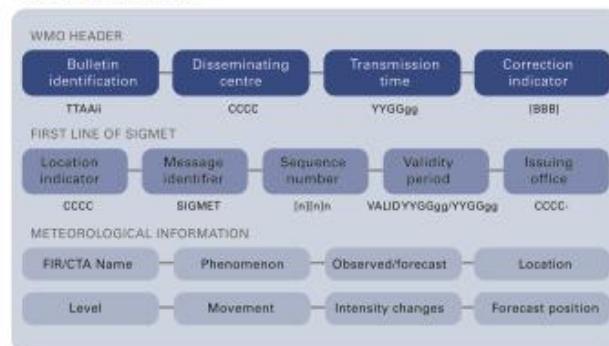 WMO HEADER
Bulletin identification
Disseminating centre
Transmission time
Correction indicator
TTAAii
CCCC
YYGGgg
(BBB)
FIRST LINE OF SIGMET
Location indicator
Message identifier
Sequence number
Validity period
Issuing office
CCCC
SIGMET
[n][n]n
VALIDYYGGgg/YYGGgg
CCCC-
METEOROLOGICAL INFORMATION
FIR/CTA Name
Phenomenon
Observed/forecast
Location
Level
Movement
Intensity changes
Forecast position